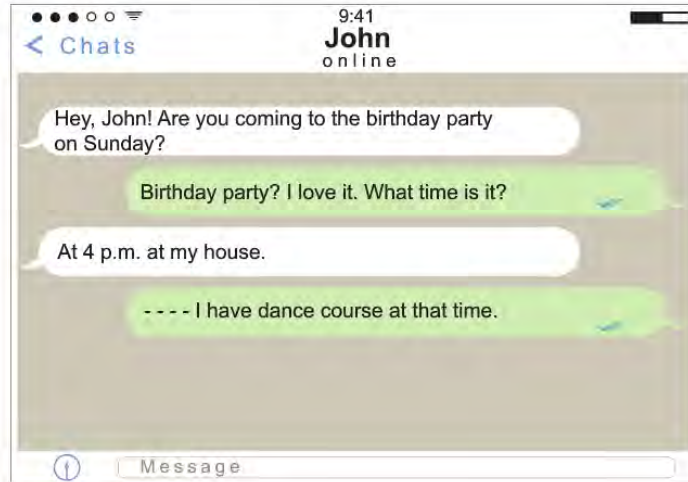 9:41
< Chats
John
online
Hey, John! Are you coming to the birthday party
on Sunday?
Birthday party? I love it. What time is it?
At 4 p.m. at my house.
- - - - I have dance course at that time.
Message